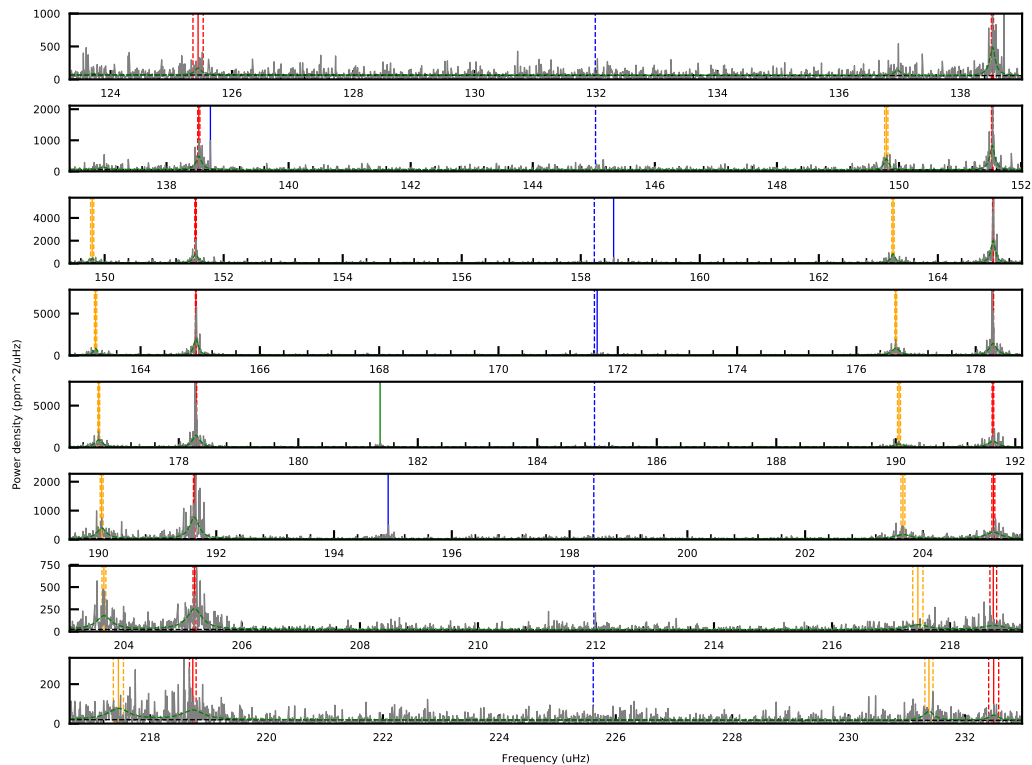 1000
500
0
124 126 128 130 132 134 136 138
2000
1000
0
138 140 142 144 146 148 150 152
4000
2000
0
150 152 154 156 158 160 162 164
5000
0
164 166 168 170 172 174 176 178
5000
0
178 180 182 184 186 188 190 192
2000
1000
0
190 192 194 196 198 200 202 204
750
500
250
0
204 206 208 210 212 214 216 218
200
0
218 220 222 224 226 228 230 232
Power density (ppm^2/(uHz)
Frequency (uHz)